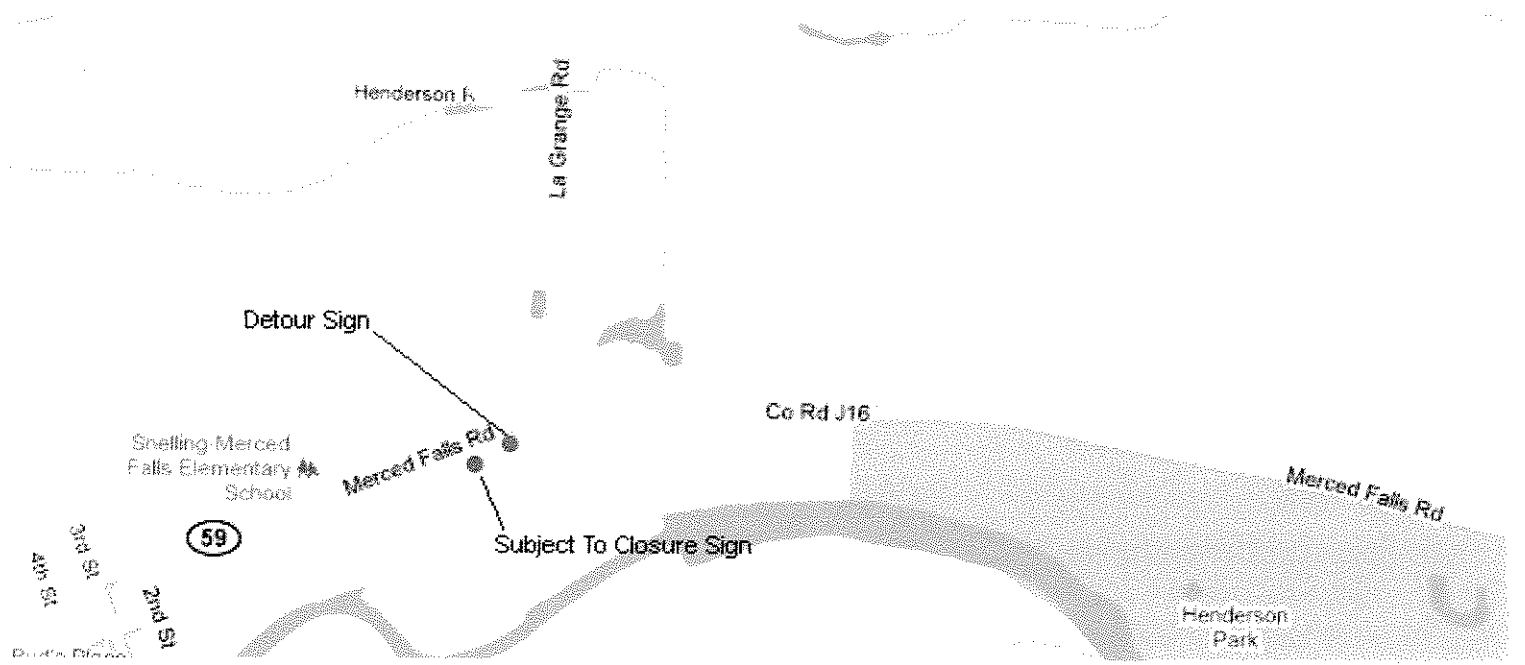 Henderson R
La Grange Rd
Detour Sign
Co Rd J16
Snelling-Merced
Falls Elementary
School
Merced Falls Rd
Merced Falls Rd
59
Subject To Closure Sign
3rd St
4th St
2nd St
Henderson
Park